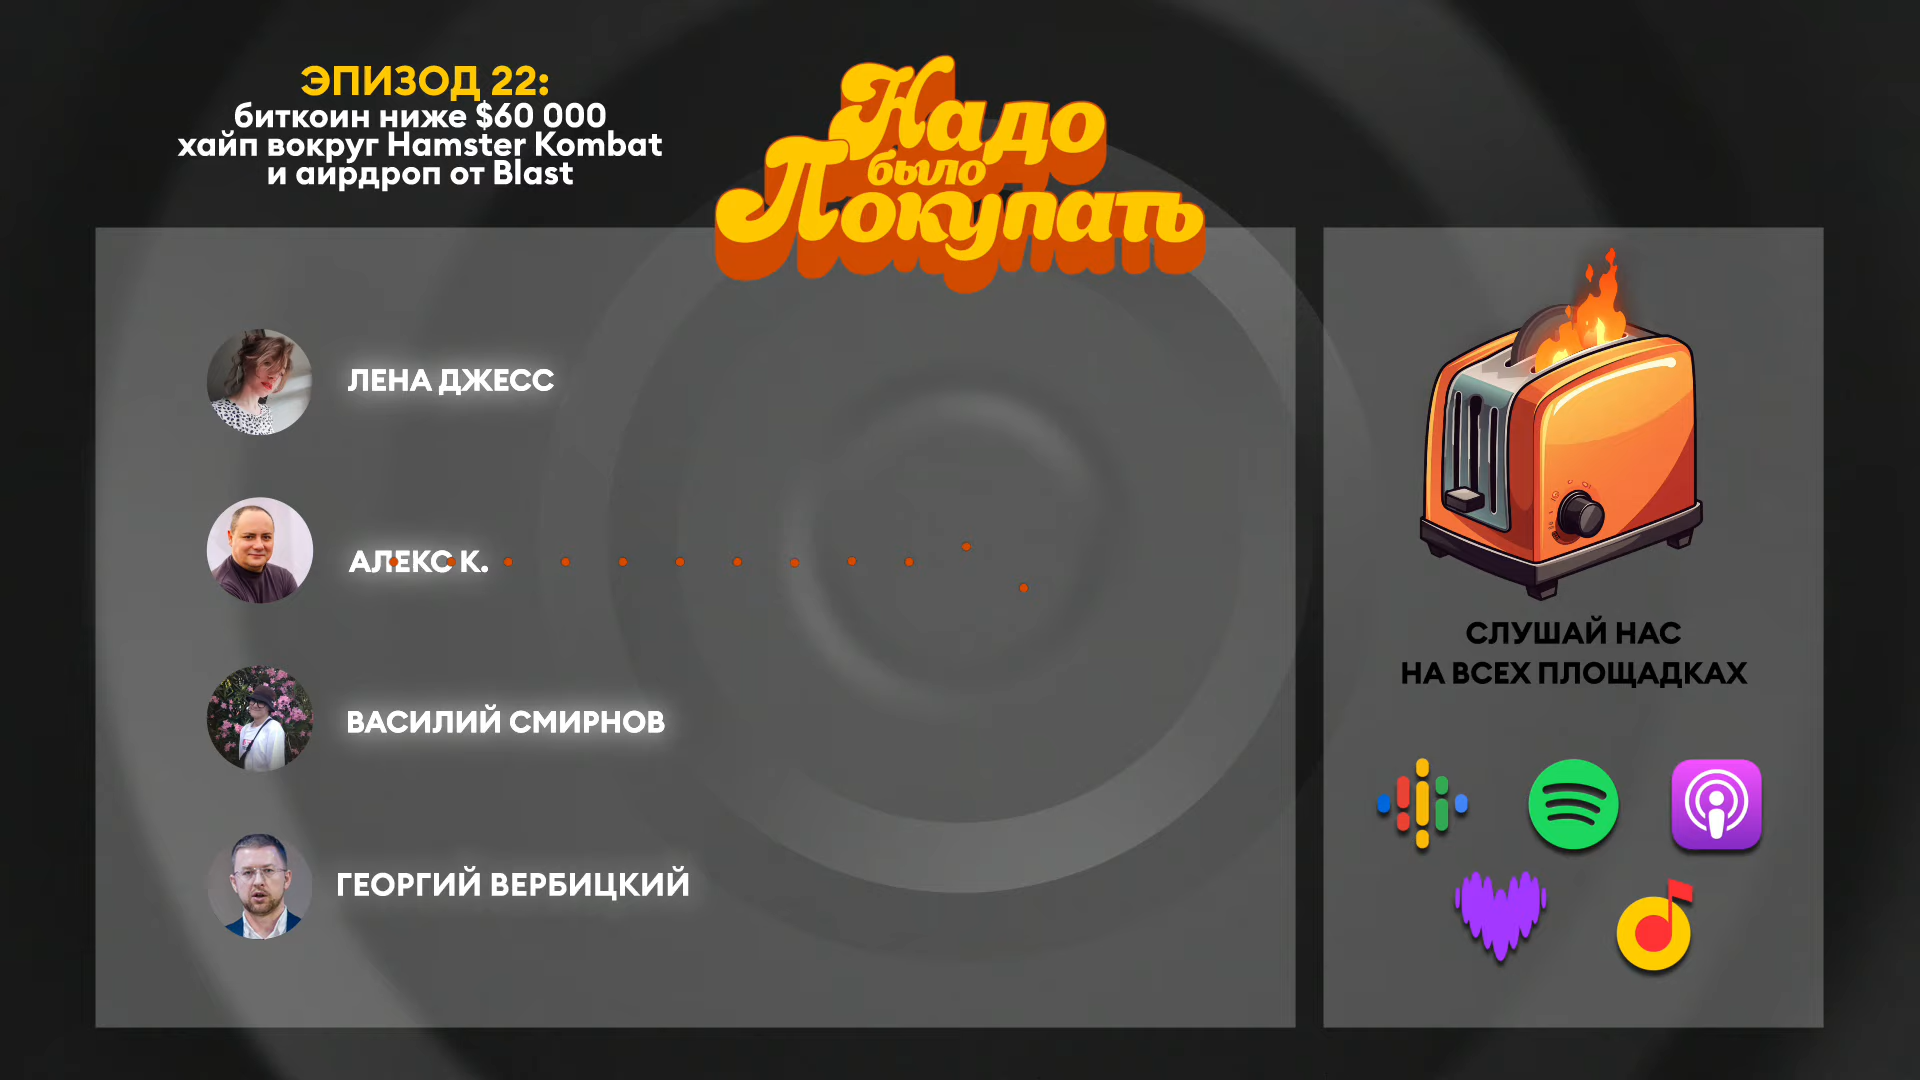 ЭПИЗОД 22:
биткоин ниже $60 000
хайп вокруг Hamster Kombat
и аирдроп от Blast
Надо
было
Покупать
ЛЕНА ДЖЕСС
АЛЕКС К.
ВАСИЛИЙ СМИРНОВ
ГЕОРГИЙ ВЕРБИЦКИЙ
СЛУШАЙ НАС
НА ВСЕХ ПЛОЩАДКАХ